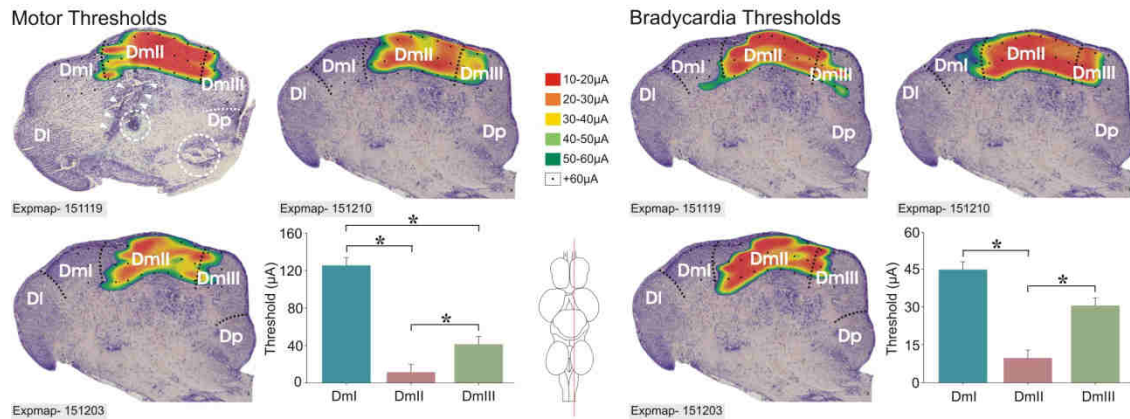 Motor Thresholds
Bradycardia Thresholds
DmI
DmII
DmIII
Dl
Dp
Expmap- 151119
DmI
DmII
DmIII
Dl
Dp
Expmap- 151210
10-20µA
20-30µA
30-40µA
40-50µA
50-60µA
+60µA
DmI
DmII
DmIII
Dl
Dp
Expmap- 151119
DmI
DmII
DmIII
Dl
Dp
Expmap- 151210
DmI
DmII
DmIII
Dl
Dp
Expmap- 151203
Threshold (µA)
160
120
80
40
0
* * * 
DmI DmII DmIII
DmI
DmII
DmIII
Dl
Dp
Expmap- 151203
Threshold (µA)
60
45
30
15
0
* *
DmI DmII DmIII